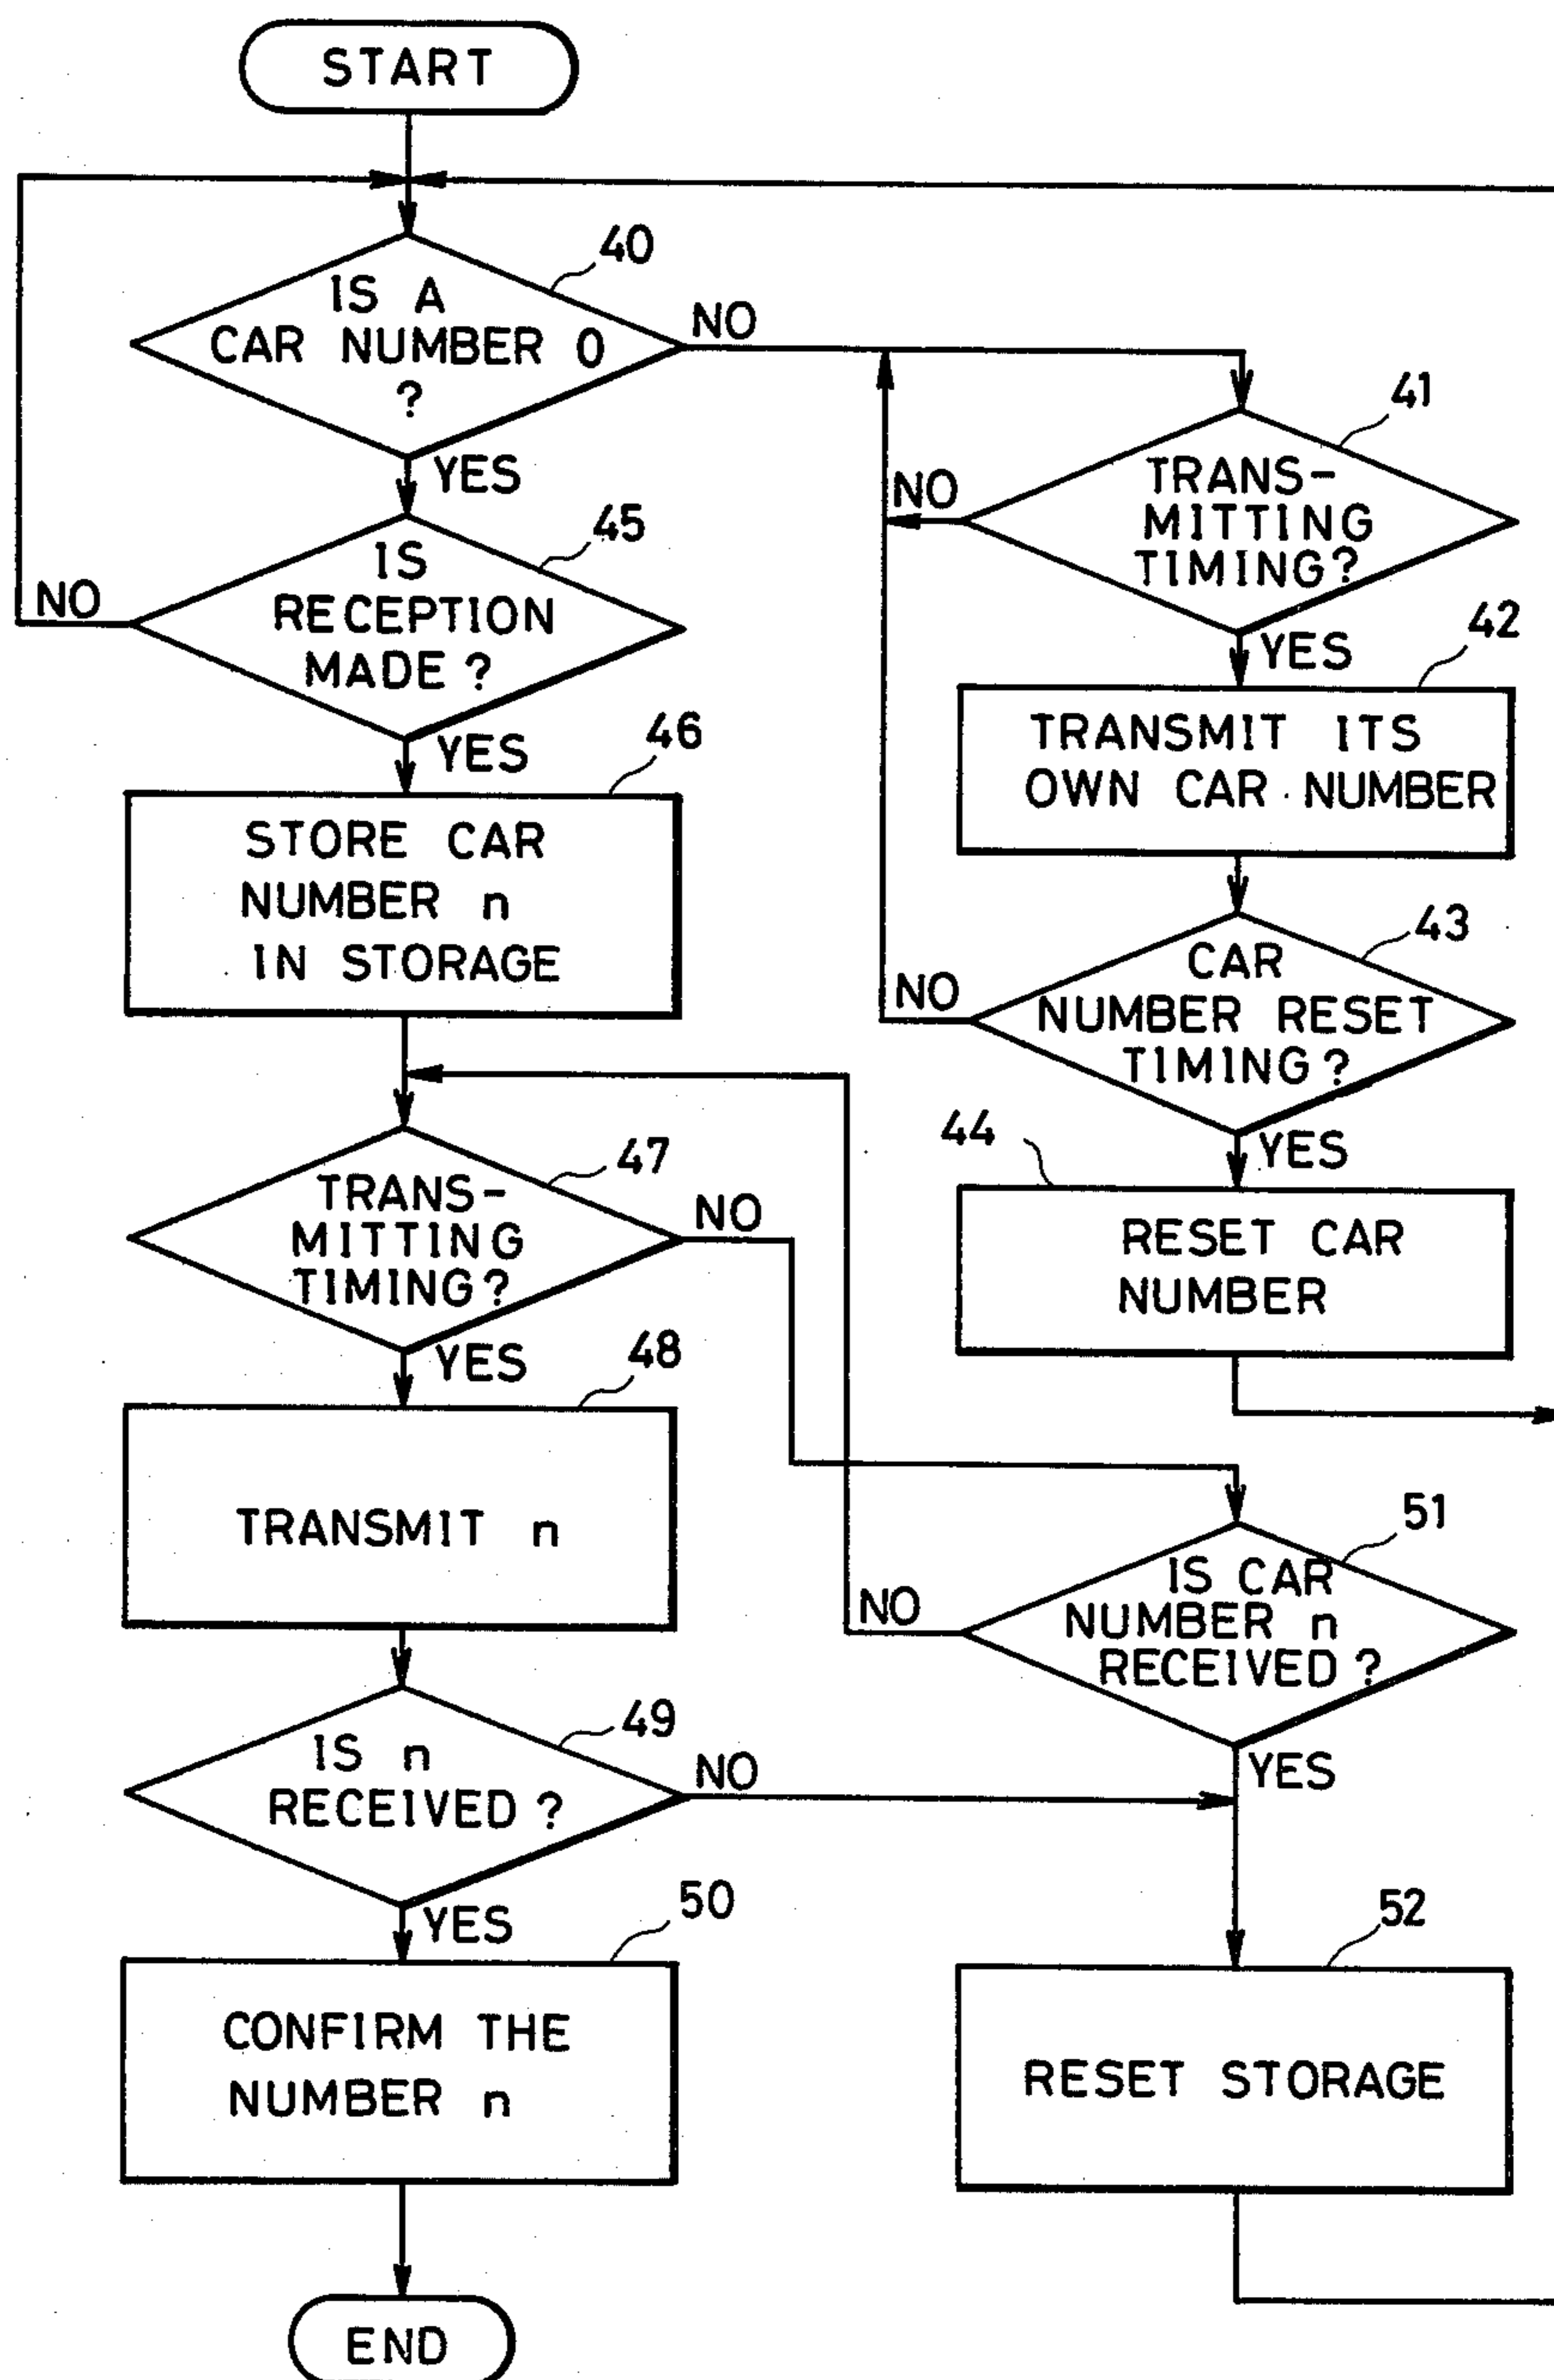 START
40
IS A
CAR NUMBER 0
?
NO
YES
41
TRANS-
MITTING
TIMING?
NO
YES
45
IS
RECEPTION
MADE ?
NO
YES
42
TRANSMIT ITS
OWN CAR NUMBER
46
STORE CAR
NUMBER n
IN STORAGE
43
CAR
NUMBER RESET
TIMING?
NO
YES
44
RESET CAR
NUMBER
47
TRANS-
MITTING
TIMING?
NO
YES
48
TRANSMIT n
51
IS CAR
NUMBER n
RECEIVED ?
NO
YES
49
IS n
RECEIVED ?
NO
YES
50
CONFIRM THE
NUMBER n
52
RESET STORAGE
END